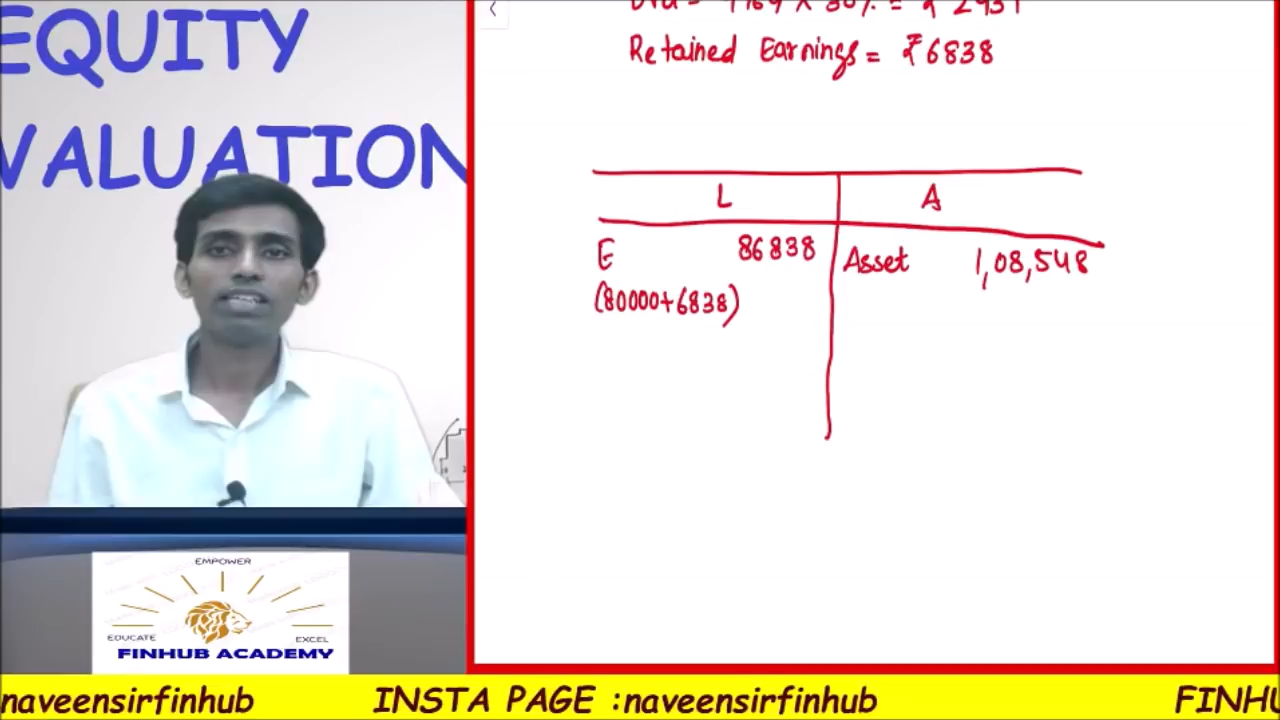 EQUITY
VALUATION
EMPOWER
EDUCATE
EXCEL
FINHUB ACADEMY
Retained Earnings = ₹6838
L A
E 86838 Asset 1,08,548
(80000+6838)
naveensirfinhub INSTA PAGE :naveensirfinhub FINHU